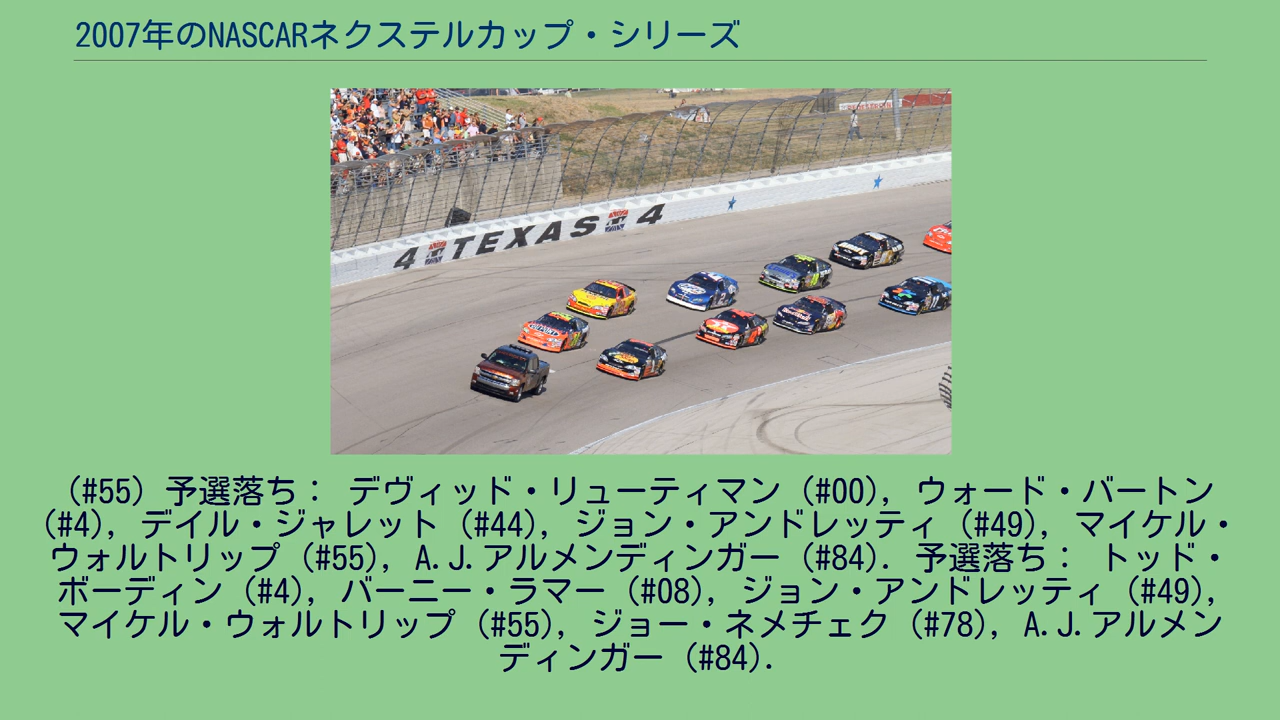 2007年のNASCARネクステルカップ・シリーズ
4 TEXAS 4
(#55) 予選落ち： デヴィッド・リューティマン (#00), ウォード・バートン
(#4), デイル・ジャレット (#44), ジョン・アンドレッティ (#49), マイケル・
ウォルトリップ (#55), A.J.アルメンディンガー (#84). 予選落ち： トッド・
ボーディン (#4), バーニー・ラマー (#08), ジョン・アンドレッティ (#49),
マイケル・ウォルトリップ (#55), ジョー・ネメチェク (#78), A.J.アルメン
ディンガー (#84).